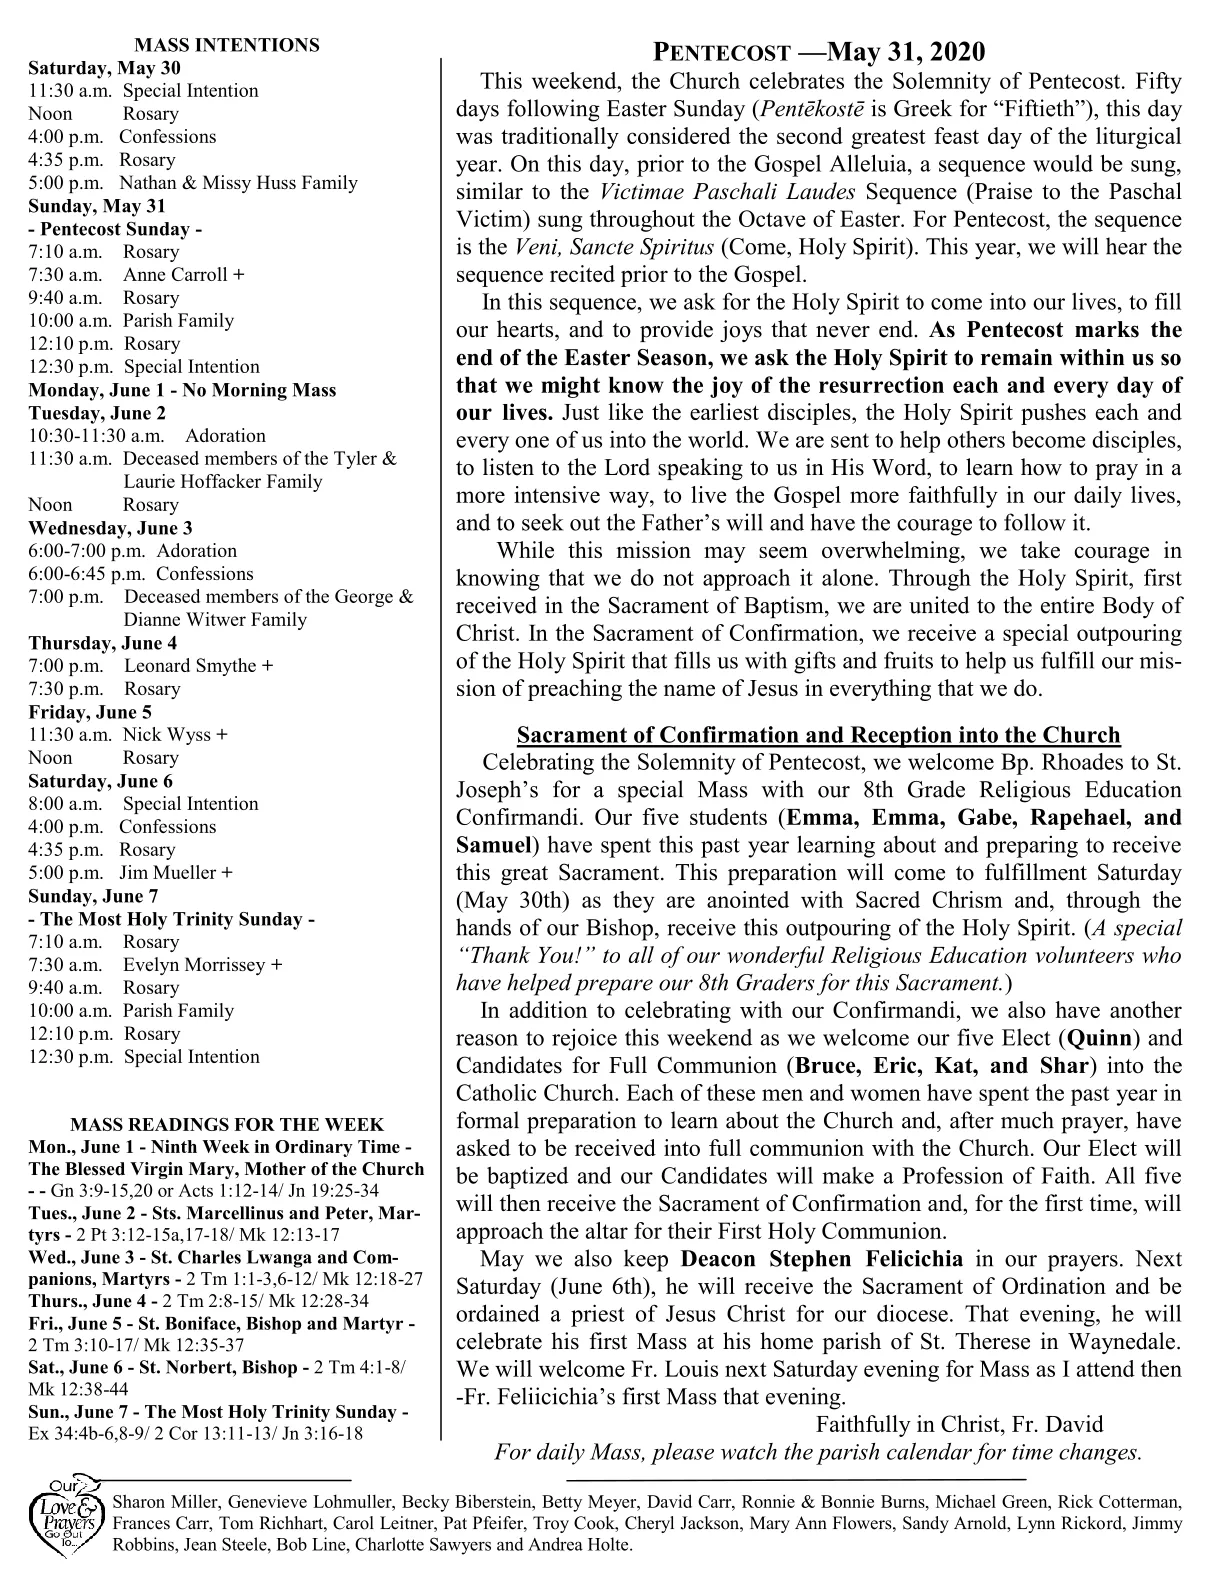 MASS INTENTIONS
Saturday, May 30
11:30 a.m. Special Intention
Noon Rosary
4:00 p.m. Confessions
4:35 p.m. Rosary
5:00 p.m. Nathan & Missy Huss Family
Sunday, May 31
- Pentecost Sunday -
7:10 a.m. Rosary
7:30 a.m. Anne Carroll +
9:40 a.m. Rosary
10:00 a.m. Parish Family
12:10 p.m. Rosary
12:30 p.m. Special Intention
Monday, June 1 - No Morning Mass
Tuesday, June 2
10:30-11:30 a.m. Adoration
11:30 a.m. Deceased members of the Tyler &
Laurie Hoffacker Family
Noon Rosary
Wednesday, June 3
6:00-7:00 p.m. Adoration
6:00-6:45 p.m. Confessions
7:00 p.m. Deceased members of the George &
Dianne Witwer Family
Thursday, June 4
7:00 p.m. Leonard Smythe +
7:30 p.m. Rosary
Friday, June 5
11:30 a.m. Nick Wyss +
Noon Rosary
Saturday, June 6
8:00 a.m. Special Intention
4:00 p.m. Confessions
4:35 p.m. Rosary
5:00 p.m. Jim Mueller +
Sunday, June 7
- The Most Holy Trinity Sunday -
7:10 a.m. Rosary
7:30 a.m. Evelyn Morrissey +
9:40 a.m. Rosary
10:00 a.m. Parish Family
12:10 p.m. Rosary
12:30 p.m. Special Intention
MASS READINGS FOR THE WEEK
Mon., June 1 - Ninth Week in Ordinary Time -
The Blessed Virgin Mary, Mother of the Church
- - Gn 3:9-15,20 or Acts 1:12-14/ Jn 19:25-34
Tues., June 2 - Sts. Marcellinus and Peter, Mar-
tyrs - 2 Pt 3:12-15a,17-18/ Mk 12:13-17
Wed., June 3 - St. Charles Lwanga and Com-
panions, Martyrs - 2 Tm 1:1-3,6-12/ Mk 12:18-27
Thurs., June 4 - 2 Tm 2:8-15/ Mk 12:28-34
Fri., June 5 - St. Boniface, Bishop and Martyr -
2 Tm 3:10-17/ Mk 12:35-37
Sat., June 6 - St. Norbert, Bishop - 2 Tm 4:1-8/
Mk 12:38-44
Sun., June 7 - The Most Holy Trinity Sunday -
Ex 34:4b-6,8-9/ 2 Cor 13:11-13/ Jn 3:16-18
PENTECOST —May 31, 2020
This weekend, the Church celebrates the Solemnity of Pentecost. Fifty
days following Easter Sunday (Pentēkostē is Greek for “Fiftieth”), this day
was traditionally considered the second greatest feast day of the liturgical
year. On this day, prior to the Gospel Alleluia, a sequence would be sung,
similar to the Victimae Paschali Laudes Sequence (Praise to the Paschal
Victim) sung throughout the Octave of Easter. For Pentecost, the sequence
is the Veni, Sancte Spiritus (Come, Holy Spirit). This year, we will hear the
sequence recited prior to the Gospel.
In this sequence, we ask for the Holy Spirit to come into our lives, to fill
our hearts, and to provide joys that never end. As Pentecost marks the
end of the Easter Season, we ask the Holy Spirit to remain within us so
that we might know the joy of the resurrection each and every day of
our lives. Just like the earliest disciples, the Holy Spirit pushes each and
every one of us into the world. We are sent to help others become disciples,
to listen to the Lord speaking to us in His Word, to learn how to pray in a
more intensive way, to live the Gospel more faithfully in our daily lives,
and to seek out the Father’s will and have the courage to follow it.
While this mission may seem overwhelming, we take courage in
knowing that we do not approach it alone. Through the Holy Spirit, first
received in the Sacrament of Baptism, we are united to the entire Body of
Christ. In the Sacrament of Confirmation, we receive a special outpouring
of the Holy Spirit that fills us with gifts and fruits to help us fulfill our mis-
sion of preaching the name of Jesus in everything that we do.
Sacrament of Confirmation and Reception into the Church
Celebrating the Solemnity of Pentecost, we welcome Bp. Rhoades to St.
Joseph’s for a special Mass with our 8th Grade Religious Education
Confirmandi. Our five students (Emma, Emma, Gabe, Rapehael, and
Samuel) have spent this past year learning about and preparing to receive
this great Sacrament. This preparation will come to fulfillment Saturday
(May 30th) as they are anointed with Sacred Chrism and, through the
hands of our Bishop, receive this outpouring of the Holy Spirit. (A special
“Thank You!” to all of our wonderful Religious Education volunteers who
have helped prepare our 8th Graders for this Sacrament.)
In addition to celebrating with our Confirmandi, we also have another
reason to rejoice this weekend as we welcome our five Elect (Quinn) and
Candidates for Full Communion (Bruce, Eric, Kat, and Shar) into the
Catholic Church. Each of these men and women have spent the past year in
formal preparation to learn about the Church and, after much prayer, have
asked to be received into full communion with the Church. Our Elect will
be baptized and our Candidates will make a Profession of Faith. All five
will then receive the Sacrament of Confirmation and, for the first time, will
approach the altar for their First Holy Communion.
May we also keep Deacon Stephen Felicichia in our prayers. Next
Saturday (June 6th), he will receive the Sacrament of Ordination and be
ordained a priest of Jesus Christ for our diocese. That evening, he will
celebrate his first Mass at his home parish of St. Therese in Waynedale.
We will welcome Fr. Louis next Saturday evening for Mass as I attend then
-Fr. Feliicichia’s first Mass that evening.
Faithfully in Christ, Fr. David
For daily Mass, please watch the parish calendar for time changes.
Our
Love &
Prayers
Go Out
To...
Sharon Miller, Genevieve Lohmuller, Becky Biberstein, Betty Meyer, David Carr, Ronnie & Bonnie Burns, Michael Green, Rick Cotterman,
Frances Carr, Tom Richhart, Carol Leitner, Pat Pfeifer, Troy Cook, Cheryl Jackson, Mary Ann Flowers, Sandy Arnold, Lynn Rickord, Jimmy
Robbins, Jean Steele, Bob Line, Charlotte Sawyers and Andrea Holte.